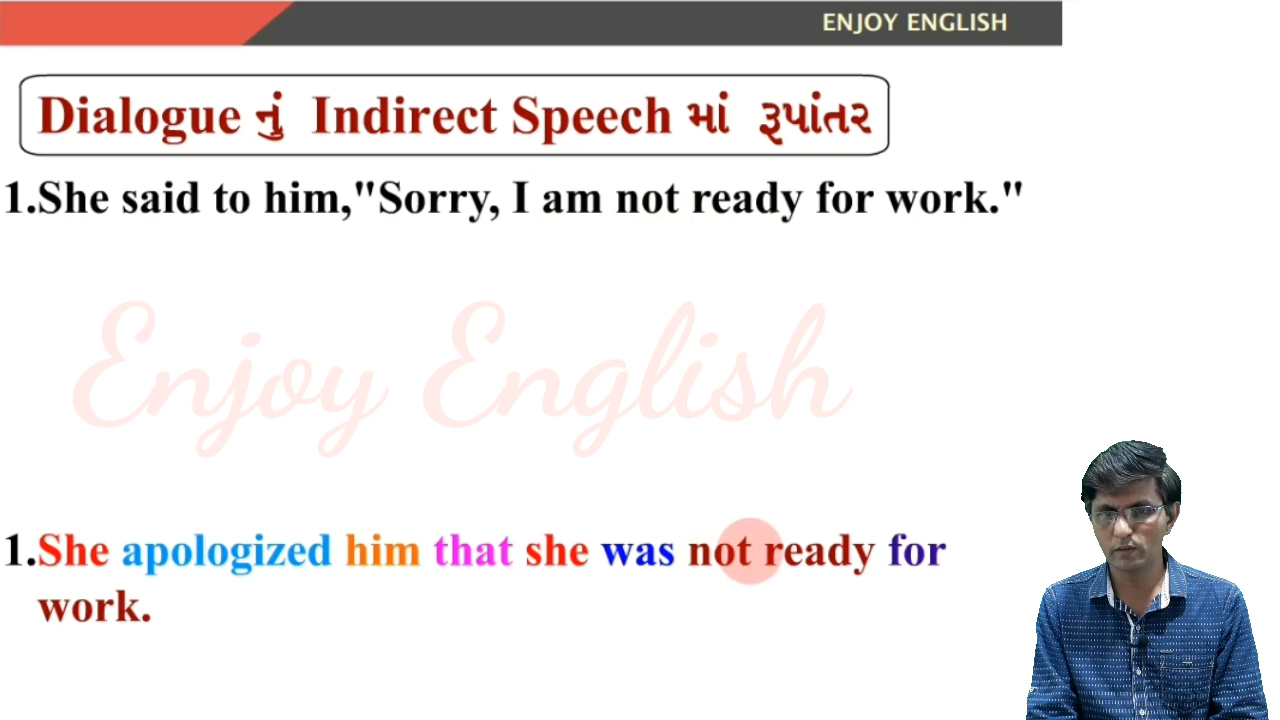 ENJOY ENGLISH
Dialogue નું Indirect Speech માં રૂપાંતર
1.She said to him,"Sorry, I am not ready for work."
Enjoy English
1.She apologized him that she was not ready for
work.